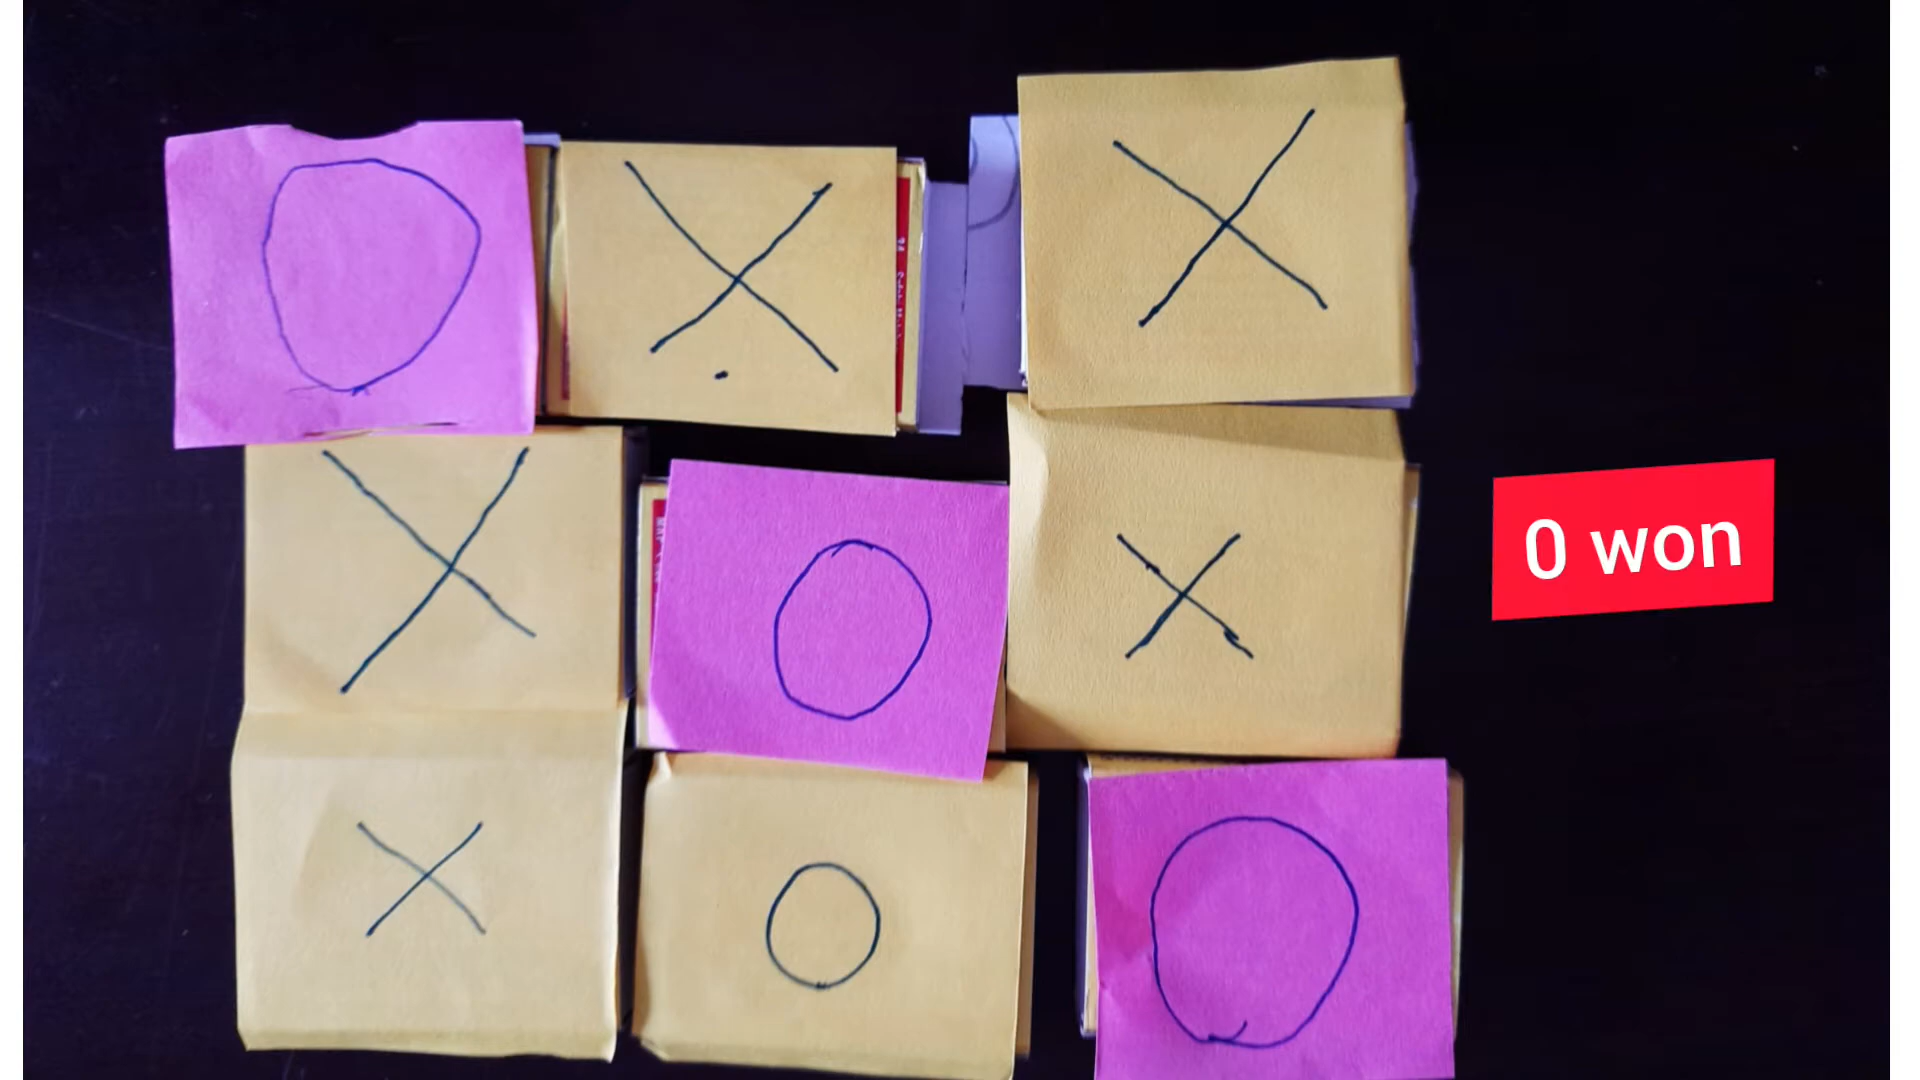 O X X
X O X
X O O
0 won